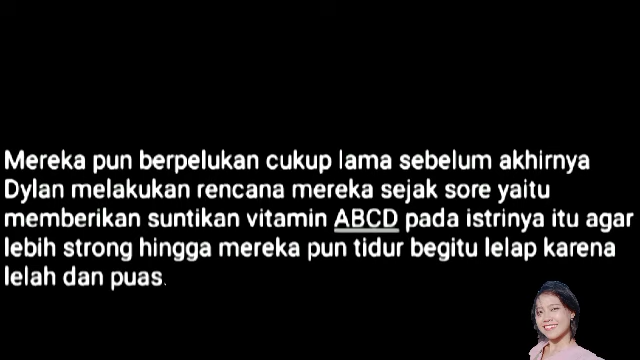 Mereka pun berpelukan cukup lama sebelum akhirnya
Dylan melakukan rencana mereka sejak sore yaitu
memberikan suntikan vitamin ABCD pada istrinya itu agar
lebih strong hingga mereka pun tidur begitu lelap karena
lelah dan puas.